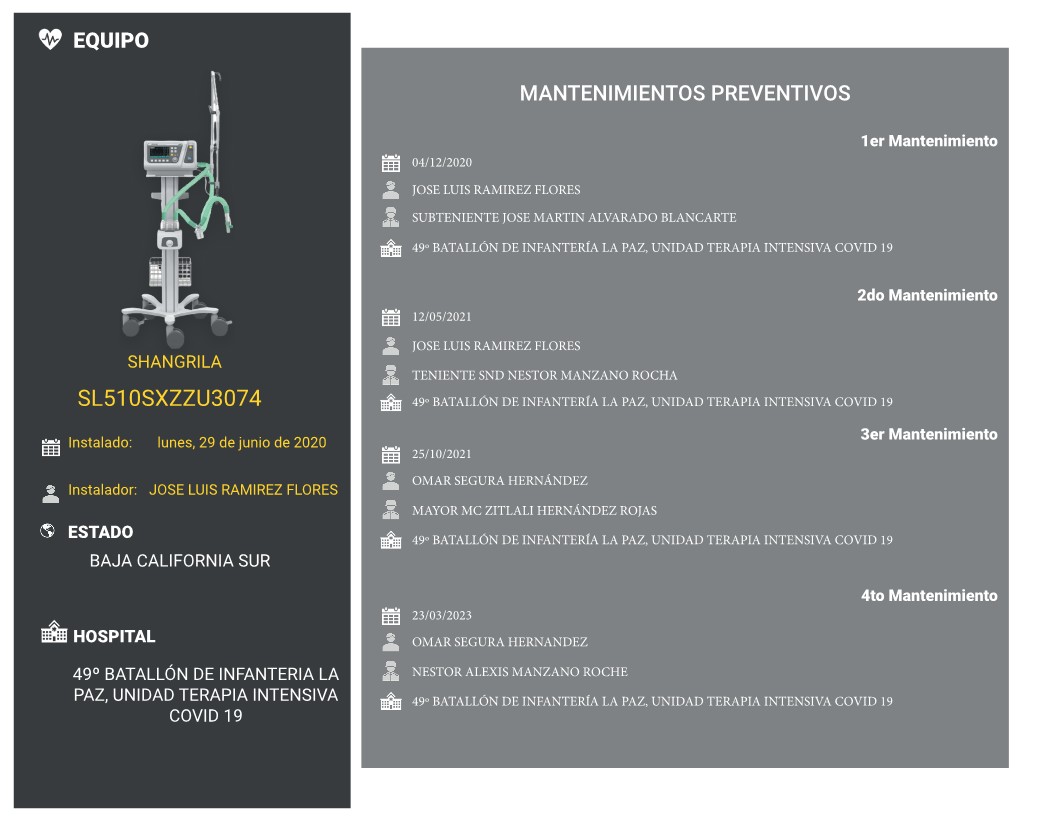 EQUIPO
SHANGRILA
SL510SXZZU3074
Instalado: lunes, 29 de junio de 2020
Instalador: JOSE LUIS RAMIREZ FLORES
ESTADO
BAJA CALIFORNIA SUR
HOSPITAL
49º BATALLÓN DE INFANTERIA LA
PAZ, UNIDAD TERAPIA INTENSIVA
COVID 19
MANTENIMIENTOS PREVENTIVOS
1er Mantenimiento
04/12/2020
JOSE LUIS RAMIREZ FLORES
SUBTENIENTE JOSE MARTIN ALVARADO BLANCARTE
49º BATALLÓN DE INFANTERÍA LA PAZ, UNIDAD TERAPIA INTENSIVA COVID 19
2do Mantenimiento
12/05/2021
JOSE LUIS RAMIREZ FLORES
TENIENTE SND NESTOR MANZANO ROCHA
49º BATALLÓN DE INFANTERÍA LA PAZ, UNIDAD TERAPIA INTENSIVA COVID 19
3er Mantenimiento
25/10/2021
OMAR SEGURA HERNÁNDEZ
MAYOR MC ZITLALI HERNÁNDEZ ROJAS
49º BATALLÓN DE INFANTERÍA LA PAZ, UNIDAD TERAPIA INTENSIVA COVID 19
4to Mantenimiento
23/03/2023
OMAR SEGURA HERNANDEZ
NESTOR ALEXIS MANZANO ROCHE
49º BATALLÓN DE INFANTERÍA LA PAZ, UNIDAD TERAPIA INTENSIVA COVID 19